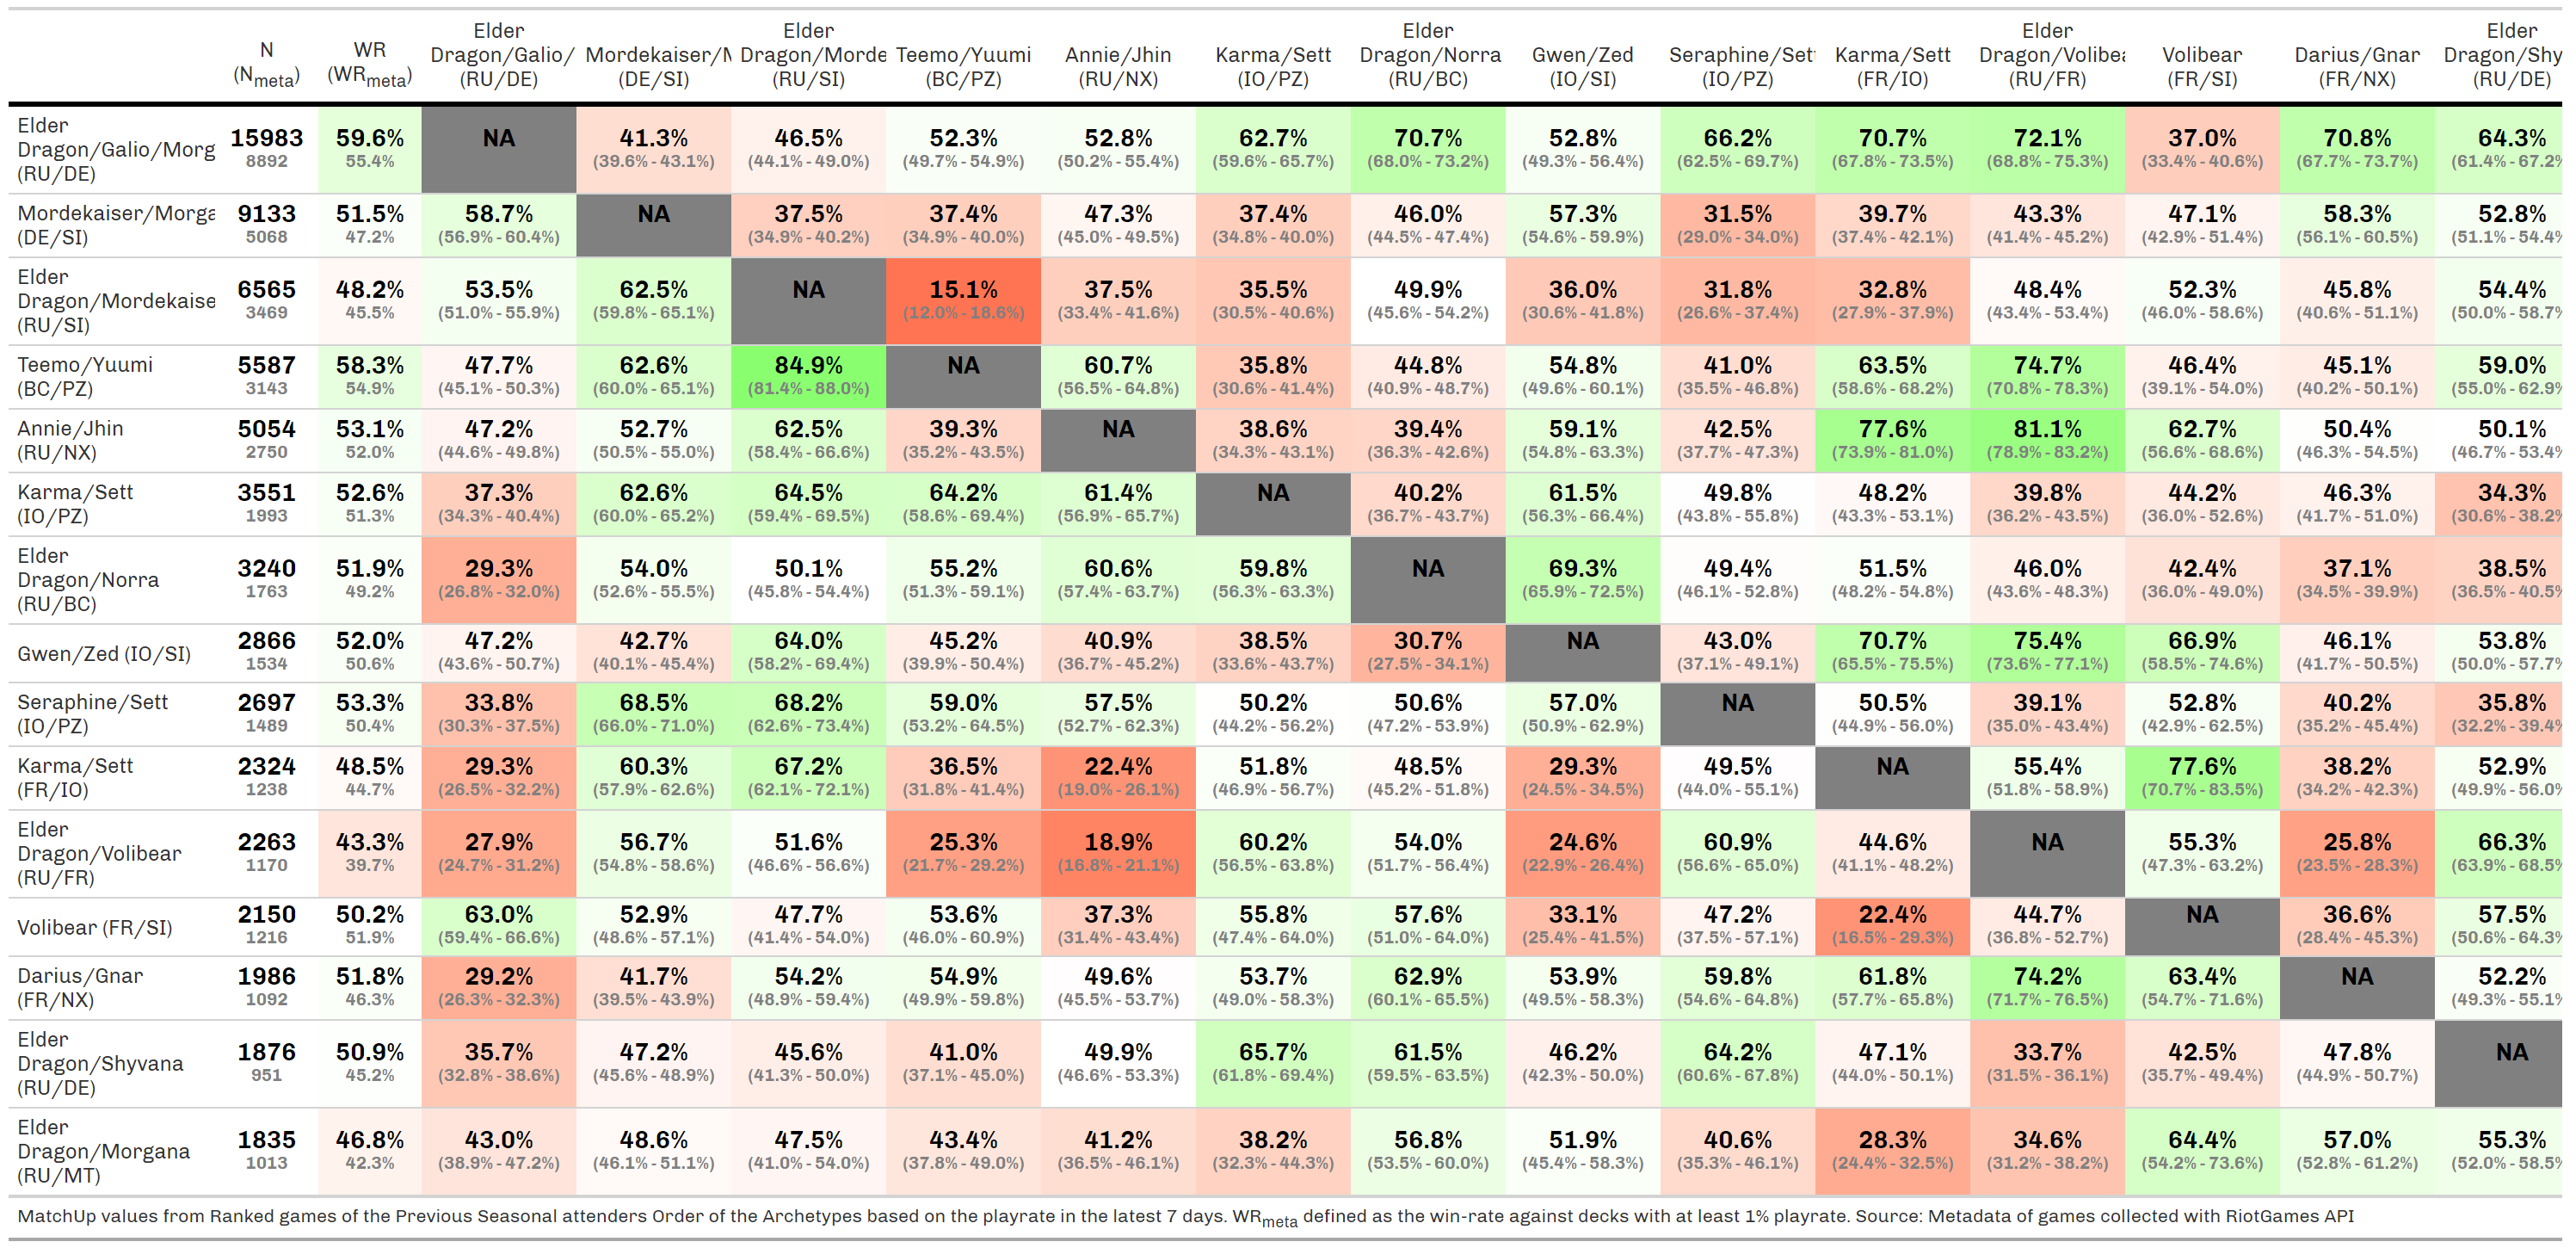 N (Nmeta) WR (WRmeta) Elder Dragon/Galio/ (RU/DE) Mordekaiser/M (DE/SI) Elder Dragon/Morde (RU/SI) Teemo/Yuumi (BC/PZ) Annie/Jhin (RU/NX) Karma/Sett (IO/PZ) Elder Dragon/Norra (RU/BC) Gwen/Zed (IO/SI) Seraphine/Set (IO/PZ) Karma/Sett (FR/IO) Elder Dragon/Volibea (RU/FR) Volibear (FR/SI) Darius/Gnar (FR/NX) Elder Dragon/Shy (RU/DE)
Elder Dragon/Galio/Morg (RU/DE)
15983 59.6% NA 41.3% 46.5% 52.3% 52.8% 62.7% 70.7% 52.8% 66.2% 70.7% 72.1% 37.0% 70.8% 64.3%
8892 55.4% (39.6% - 43.1%) (44.1% - 49.0%) (49.7% - 54.9%) (50.2% - 55.4%) (59.6% - 65.7%) (68.0% - 73.2%) (49.3% - 56.4%) (62.5% - 69.7%) (67.8% - 73.5%) (68.8% - 75.3%) (33.4% - 40.6%) (67.7% - 73.7%) (61.4% - 67.2%
Mordekaiser/Morga (DE/SI)
9133 51.5% 58.7% NA 37.5% 37.4% 47.3% 37.4% 46.0% 57.3% 31.5% 39.7% 43.3% 47.1% 58.3% 52.8%
5068 47.2% (56.9% - 60.4%) (34.9% - 40.2%) (34.9% - 40.0%) (45.0% - 49.5%) (34.8% - 40.0%) (44.5% - 47.4%) (54.6% - 59.9%) (29.0% - 34.0%) (37.4% - 42.1%) (41.4% - 45.2%) (42.9% - 51.4%) (56.1% - 60.5%) (51.1% - 54.4%
Elder Dragon/Mordekaise (RU/SI)
6565 48.2% 53.5% 62.5% NA 15.1% 37.5% 35.5% 49.9% 36.0% 31.8% 32.8% 48.4% 52.3% 45.8% 54.4%
3469 45.5% (51.0% - 55.9%) (59.8% - 65.1%) (12.0% - 18.6%) (33.4% - 41.6%) (30.5% - 40.6%) (45.6% - 54.2%) (30.6% - 41.8%) (26.6% - 37.4%) (27.9% - 37.9%) (43.4% - 53.4%) (46.0% - 58.6%) (40.6% - 51.1%) (50.0% - 58.7%
Teemo/Yuumi (BC/PZ)
5587 58.3% 47.7% 62.6% 84.9% NA 60.7% 35.8% 44.8% 54.8% 41.0% 63.5% 74.7% 46.4% 45.1% 59.0%
3143 54.9% (45.1% - 50.3%) (60.0% - 65.1%) (81.4% - 88.0%) (56.5% - 64.8%) (30.6% - 41.4%) (40.9% - 48.7%) (49.6% - 60.1%) (35.5% - 46.8%) (58.6% - 68.2%) (70.8% - 78.3%) (39.1% - 54.0%) (40.2% - 50.1%) (55.0% - 62.9%
Annie/Jhin (RU/NX)
5054 53.1% 47.2% 52.7% 62.5% 39.3% NA 38.6% 39.4% 59.1% 42.5% 77.6% 81.1% 62.7% 50.4% 50.1%
2750 52.0% (44.6% - 49.8%) (50.5% - 55.0%) (58.4% - 66.6%) (35.2% - 43.5%) (34.3% - 43.1%) (36.3% - 42.6%) (54.8% - 63.3%) (37.7% - 47.3%) (73.9% - 81.0%) (78.9% - 83.2%) (56.6% - 68.6%) (46.3% - 54.5%) (46.7% - 53.4%
Karma/Sett (IO/PZ)
3551 52.6% 37.3% 62.6% 64.5% 64.2% 61.4% NA 40.2% 61.5% 49.8% 48.2% 39.8% 44.2% 46.3% 34.3%
1993 51.3% (34.3% - 40.4%) (60.0% - 65.2%) (59.4% - 69.5%) (58.6% - 69.4%) (56.9% - 65.7%) (36.7% - 43.7%) (56.3% - 66.4%) (43.8% - 55.8%) (43.3% - 53.1%) (36.2% - 43.5%) (36.0% - 52.6%) (41.7% - 51.0%) (30.6% - 38.2%
Elder Dragon/Norra (RU/BC)
3240 51.9% 29.3% 54.0% 50.1% 55.2% 60.6% 59.8% NA 69.3% 49.4% 51.5% 46.0% 42.4% 37.1% 38.5%
1763 49.2% (26.8% - 32.0%) (52.6% - 55.5%) (45.8% - 54.4%) (51.3% - 59.1%) (57.4% - 63.7%) (56.3% - 63.3%) (65.9% - 72.5%) (46.1% - 52.8%) (48.2% - 54.8%) (43.6% - 48.3%) (36.0% - 49.0%) (34.5% - 39.9%) (36.5% - 40.5%
Gwen/Zed (IO/SI)
2866 52.0% 47.2% 42.7% 64.0% 45.2% 40.9% 38.5% 30.7% NA 43.0% 70.7% 75.4% 66.9% 46.1% 53.8%
1534 50.6% (43.6% - 50.7%) (40.1% - 45.4%) (58.2% - 69.4%) (39.9% - 50.4%) (36.7% - 45.2%) (33.6% - 43.7%) (27.5% - 34.1%) (37.1% - 49.1%) (65.5% - 75.5%) (73.6% - 77.1%) (58.5% - 74.6%) (41.7% - 50.5%) (50.0% - 57.7%
Seraphine/Sett (IO/PZ)
2697 53.3% 33.8% 68.5% 68.2% 59.0% 57.5% 50.2% 50.6% 57.0% NA 50.5% 39.1% 52.8% 40.2% 35.8%
1489 50.4% (30.3% - 37.5%) (66.0% - 71.0%) (62.6% - 73.4%) (53.2% - 64.5%) (52.7% - 62.3%) (44.2% - 56.2%) (47.2% - 53.9%) (50.9% - 62.9%) (44.9% - 56.0%) (35.0% - 43.4%) (42.9% - 62.5%) (35.2% - 45.4%) (32.2% - 39.4%
Karma/Sett (FR/IO)
2324 48.5% 29.3% 60.3% 67.2% 36.5% 22.4% 51.8% 48.5% 29.3% 49.5% NA 55.4% 77.6% 38.2% 52.9%
1238 44.7% (26.5% - 32.2%) (57.9% - 62.6%) (62.1% - 72.1%) (31.8% - 41.4%) (19.0% - 26.1%) (46.9% - 56.7%) (45.2% - 51.8%) (24.5% - 34.5%) (44.0% - 55.1%) (51.8% - 58.9%) (70.7% - 83.5%) (34.2% - 42.3%) (49.9% - 56.0%
Elder Dragon/Volibear (RU/FR)
2263 43.3% 27.9% 56.7% 51.6% 25.3% 18.9% 60.2% 54.0% 24.6% 60.9% 44.6% NA 55.3% 25.8% 66.3%
1170 39.7% (24.7% - 31.2%) (54.8% - 58.6%) (46.6% - 56.6%) (21.7% - 29.2%) (16.8% - 21.1%) (56.5% - 63.8%) (51.7% - 56.4%) (22.9% - 26.4%) (56.6% - 65.0%) (41.1% - 48.2%) (47.3% - 63.2%) (23.5% - 28.3%) (63.9% - 68.5%
Volibear (FR/SI)
2150 50.2% 63.0% 52.9% 47.7% 53.6% 37.3% 55.8% 57.6% 33.1% 47.2% 22.4% 44.7% NA 36.6% 57.5%
1216 51.9% (59.4% - 66.6%) (48.6% - 57.1%) (41.4% - 54.0%) (46.0% - 60.9%) (31.4% - 43.4%) (47.4% - 64.0%) (51.0% - 64.0%) (25.4% - 41.5%) (37.5% - 57.1%) (16.5% - 29.3%) (36.8% - 52.7%) (28.4% - 45.3%) (50.6% - 64.3%
Darius/Gnar (FR/NX)
1986 51.8% 29.2% 41.7% 54.2% 54.9% 49.6% 53.7% 62.9% 53.9% 59.8% 61.8% 74.2% 63.4% NA 52.2%
1092 46.3% (26.3% - 32.3%) (39.5% - 43.9%) (48.9% - 59.4%) (49.9% - 59.8%) (45.5% - 53.7%) (49.0% - 58.3%) (60.1% - 65.5%) (49.5% - 58.3%) (54.6% - 64.8%) (57.7% - 65.8%) (71.7% - 76.5%) (54.7% - 71.6%) (49.3% - 55.1%
Elder Dragon/Shyvana (RU/DE)
1876 50.9% 35.7% 47.2% 45.6% 41.0% 49.9% 65.7% 61.5% 46.2% 64.2% 47.1% 33.7% 42.5% 47.8% NA
951 45.2% (32.8% - 38.6%) (45.6% - 48.9%) (41.3% - 50.0%) (37.1% - 45.0%) (46.6% - 53.3%) (61.8% - 69.4%) (59.5% - 63.5%) (42.3% - 50.0%) (60.6% - 67.8%) (44.0% - 50.1%) (31.5% - 36.1%) (35.7% - 49.4%) (44.9% - 50.7%)
Elder Dragon/Morgana (RU/MT)
1835 46.8% 43.0% 48.6% 47.5% 43.4% 41.2% 38.2% 56.8% 51.9% 40.6% 28.3% 34.6% 64.4% 57.0% 55.3%
1013 42.3% (38.9% - 47.2%) (46.1% - 51.1%) (41.0% - 54.0%) (37.8% - 49.0%) (36.5% - 46.1%) (32.3% - 44.3%) (53.5% - 60.0%) (45.4% - 58.3%) (35.3% - 46.1%) (24.4% - 32.5%) (31.2% - 38.2%) (54.2% - 73.6%) (52.8% - 61.2%) (52.0% - 58.5%
MatchUp values from Ranked games of the Previous Seasonal attenders Order of the Archetypes based on the playrate in the latest 7 days. WRmeta defined as the win-rate against decks with at least 1% playrate. Source: Metadata of games collected with RiotGames API